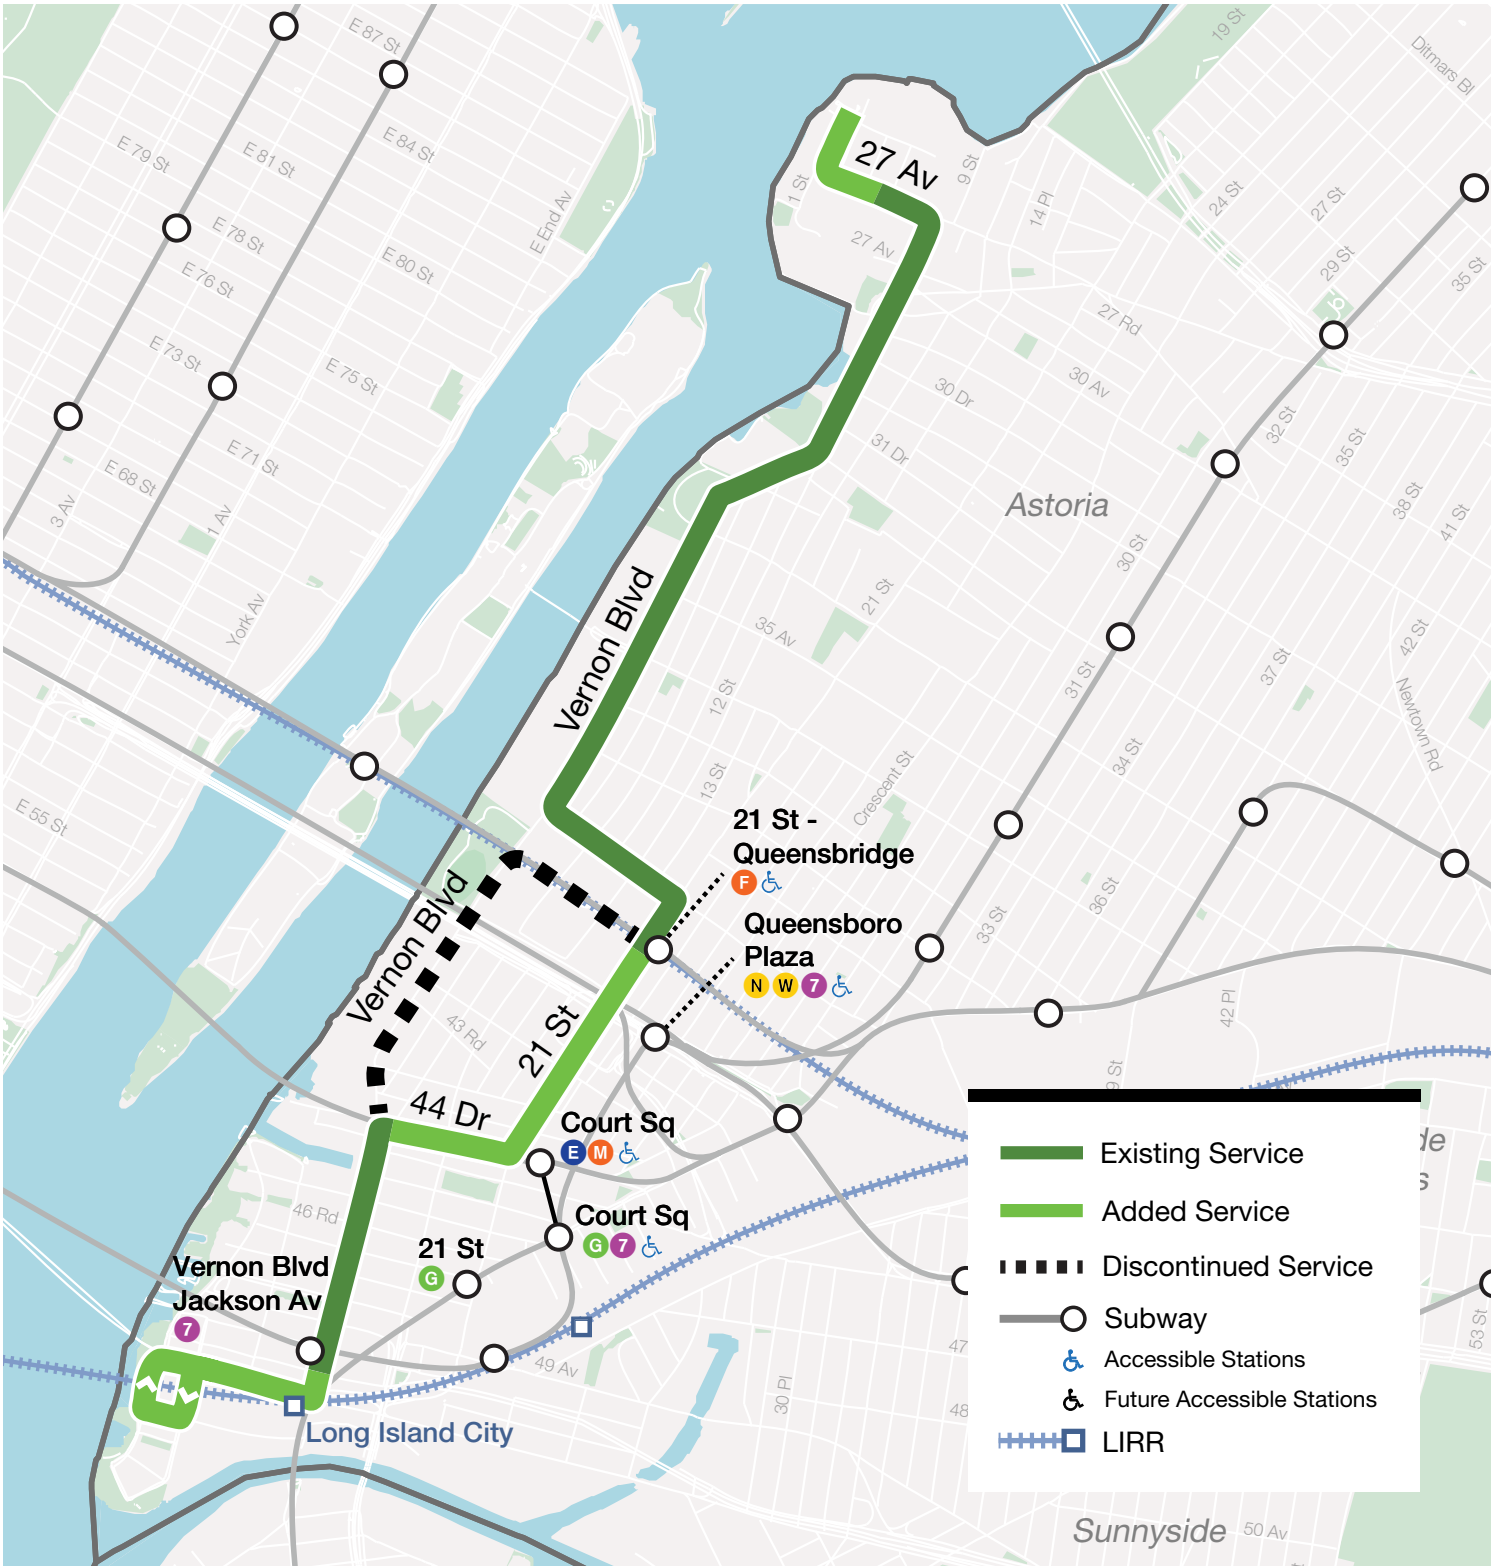 E 87 St
19 St
Ditmars Bl
E 84 St
E 79 St
E 81 St
27 Av
9 St
1 St
14 Pl
24 St
27 St
E End Av
E 78 St
27 Av
E 80 St
E 76 St
29 St
35 St
27 Rd
E 73 St
E 75 St
30 Av
30 Dr
32 St
35 St
31 Dr
E 71 St
E 68 St
3 Av
1 Av
Astoria
38 St
41 St
30 St
Vernon Blvd
York Av
21 St
35 Av
42 St
31 St
37 St
12 St
Newtown Rd
34 St
13 St
Crescent St
E 55 St
21 St -
Queensbridge
F
Vernon Blvd
36 St
33 St
Queensboro
Plaza
N W 7
42 Pl
43 Rd
21 St
9 St
44 Dr
Court Sq
E M
46 Rd
Court Sq
G 7
21 St
G
Vernon Blvd
Jackson Av
7
49 Av
30 Pl
47
48
53 St
de
s
Long Island City
Existing Service
Added Service
Discontinued Service
Subway
Accessible Stations
Future Accessible Stations
LIRR
Sunnyside
50 Av